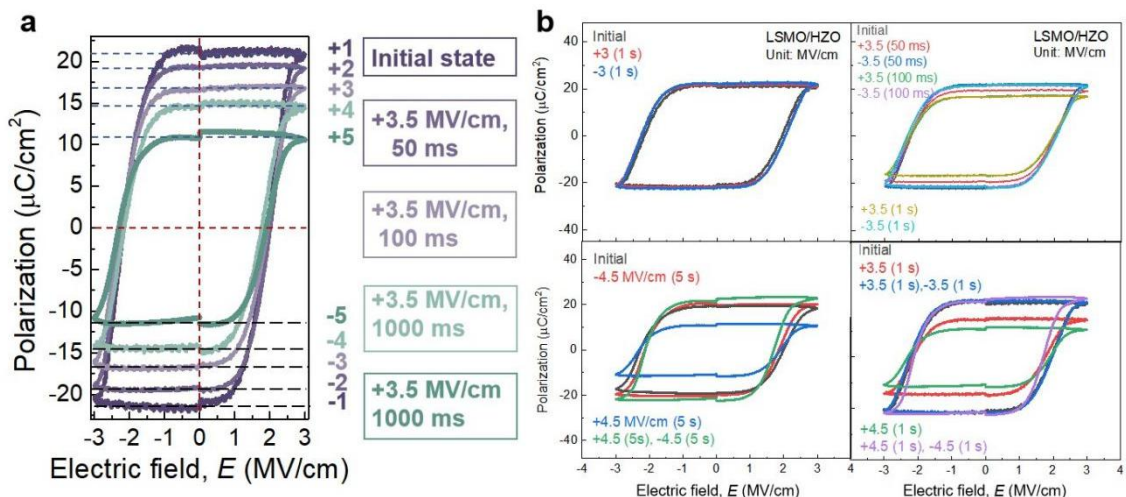 a
Polarization (μC/cm²)
20
15
10
5
0
-5
-10
-15
-20
-3 -2 -1 0 1 2 3
Electric field, E (MV/cm)
+1
+2
+3
+4
+5
-5
-4
-3
-2
-1
Initial state
+3.5 MV/cm,
50 ms
+3.5 MV/cm,
100 ms
+3.5 MV/cm,
1000 ms
+3.5 MV/cm
1000 ms
b
Polarization (μC/cm²)
40
20
0
-20
-40
Initial
+3 (1 s)
-3 (1 s)
LSMO/HZO
Unit: MV/cm
Initial
+3.5 (50 ms)
-3.5 (50 ms)
+3.5 (100 ms)
-3.5 (100 ms)
LSMO/HZO
Unit: MV/cm
+3.5 (1 s)
-3.5 (1 s)
Polarization (μC/cm²)
40
20
0
-20
-40
Initial
-4.5 MV/cm (5 s)
+4.5 MV/cm (5 s)
+4.5 (5s), -4.5 (5 s)
Initial
+3.5 (1 s)
+3.5 (1 s),-3.5 (1 s)
+4.5 (1 s)
+4.5 (1 s), -4.5 (1 s)
-4 -3 -2 -1 0 1 2 3 4
-3 -2 -1 0 1 2 3 4
Electric field, E (MV/cm)
Electric field, E (MV/cm)